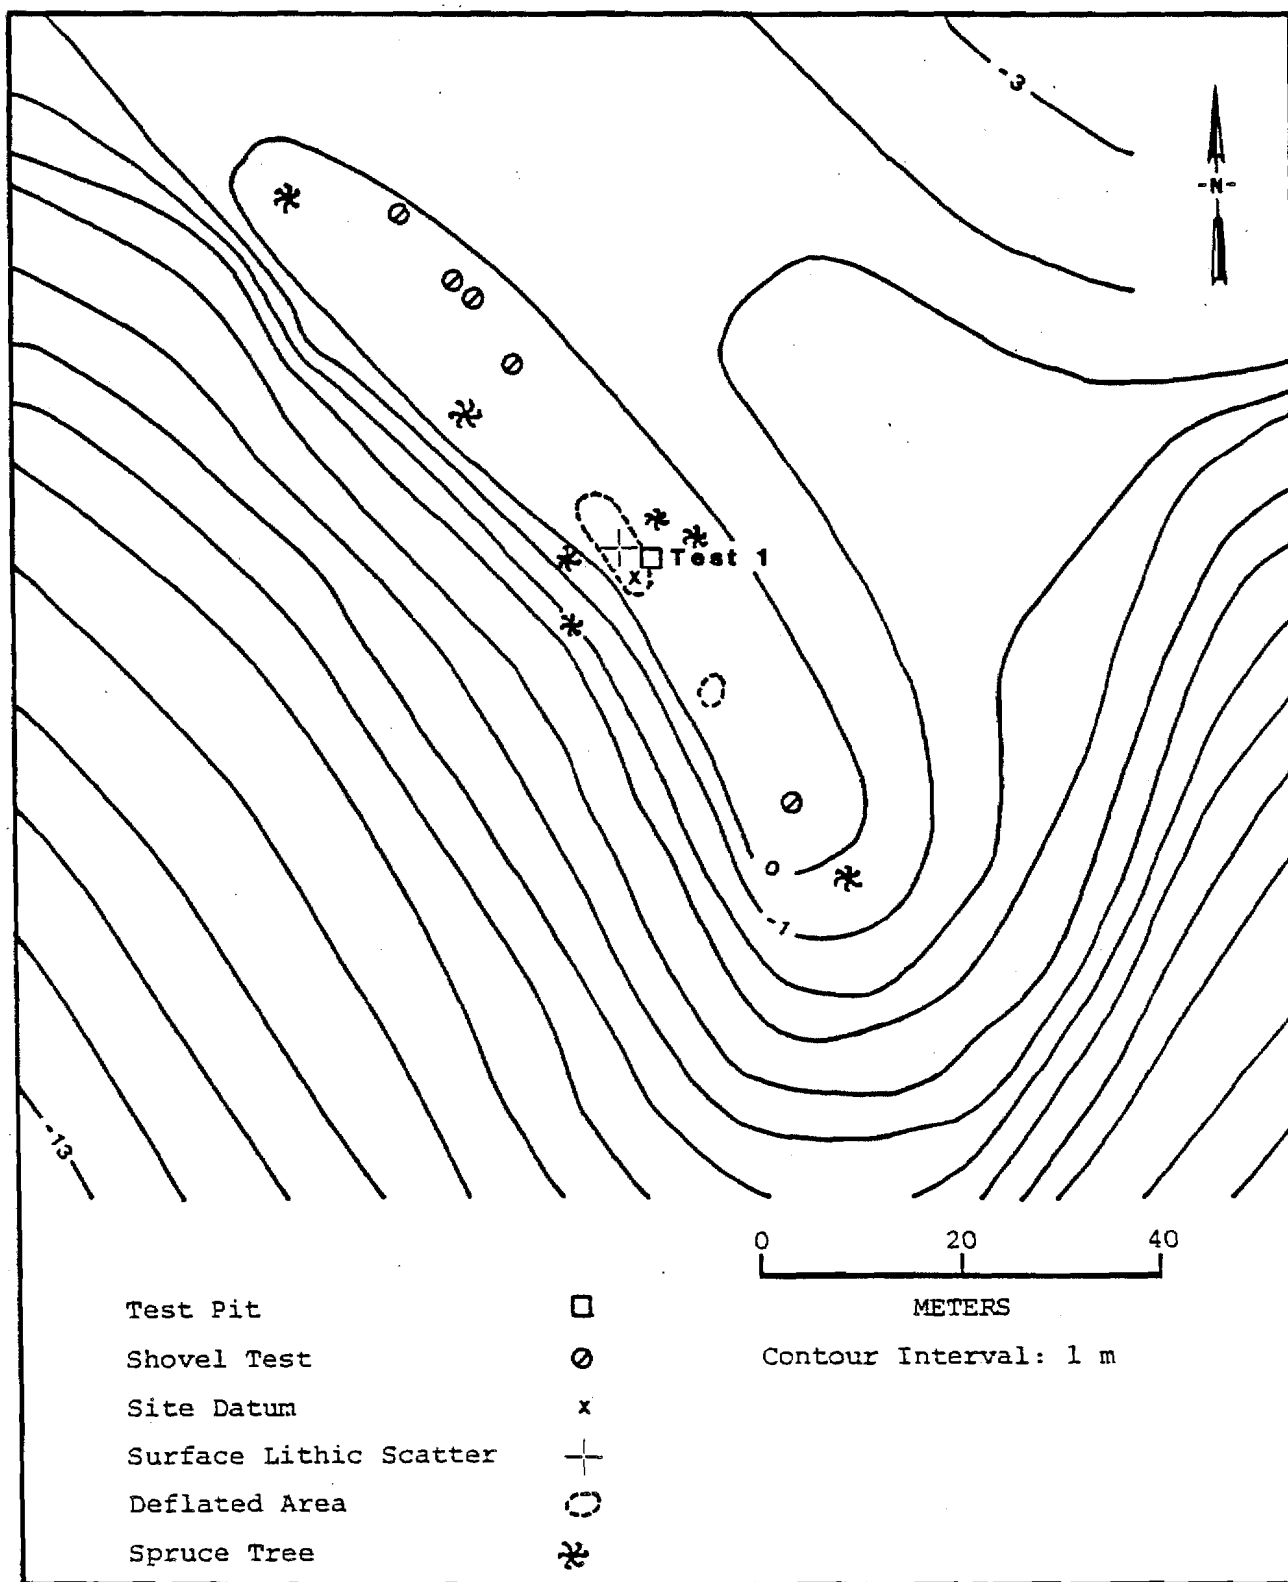 -3
-N-
Test 1
x
0
-1
-13
0 20 40
METERS
Contour Interval: 1 m
Test Pit
Shovel Test
Site Datum x
Surface Lithic Scatter
Deflated Area
Spruce Tree